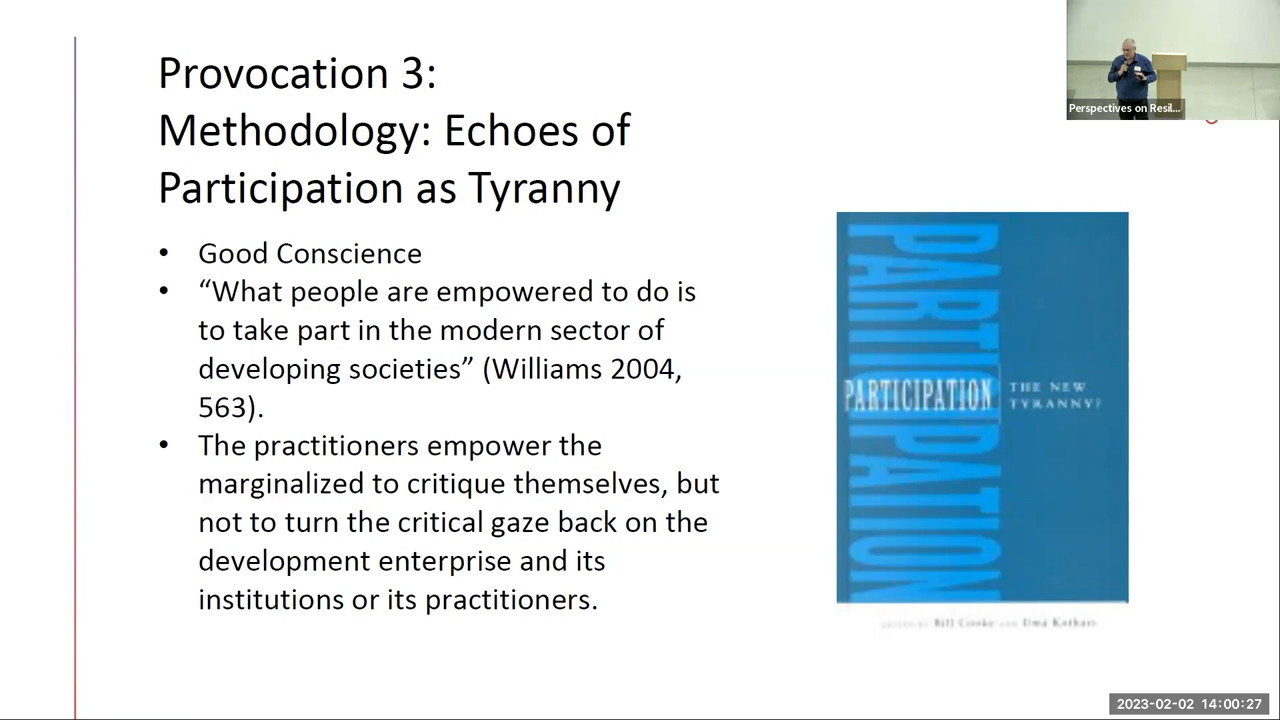 Provocation 3:
Methodology: Echoes of
Participation as Tyranny
• Good Conscience
• “What people are empowered to do is
to take part in the modern sector of
developing societies” (Williams 2004,
563).
• The practitioners empower the
marginalized to critique themselves, but
not to turn the critical gaze back on the
development enterprise and its
institutions or its practitioners.
Perspectives on Resil...
PARTICIPATION
PARTICIPATION
THE NEW
TYRANNY?
Bill Cooke and Uma Kothari
2023-02-02 14:00:27